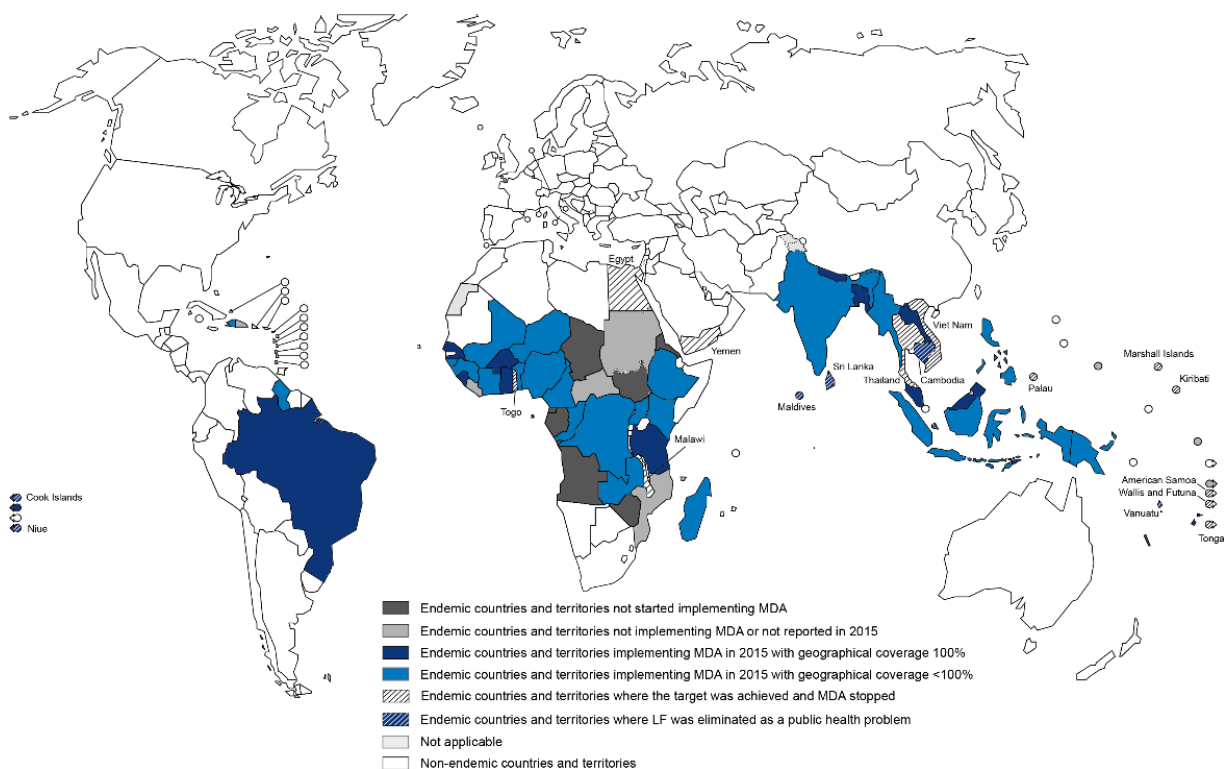 Egypt
Yemen
Togo
Malawi
Maldives
Sri Lanka
Thailand
Cambodia
Viet Nam
Palau
Marshall Islands
Kiribati
American Samoa
Wallis and Futuna
Vanuatu*
Tonga
Cook Islands
Niue
Endemic countries and territories not started implementing MDA
Endemic countries and territories not implementing MDA or not reported in 2015
Endemic countries and territories implementing MDA in 2015 with geographical coverage 100%
Endemic countries and territories implementing MDA in 2015 with geographical coverage <100%
Endemic countries and territories where the target was achieved and MDA stopped
Endemic countries and territories where LF was eliminated as a public health problem
Not applicable
Non-endemic countries and territories